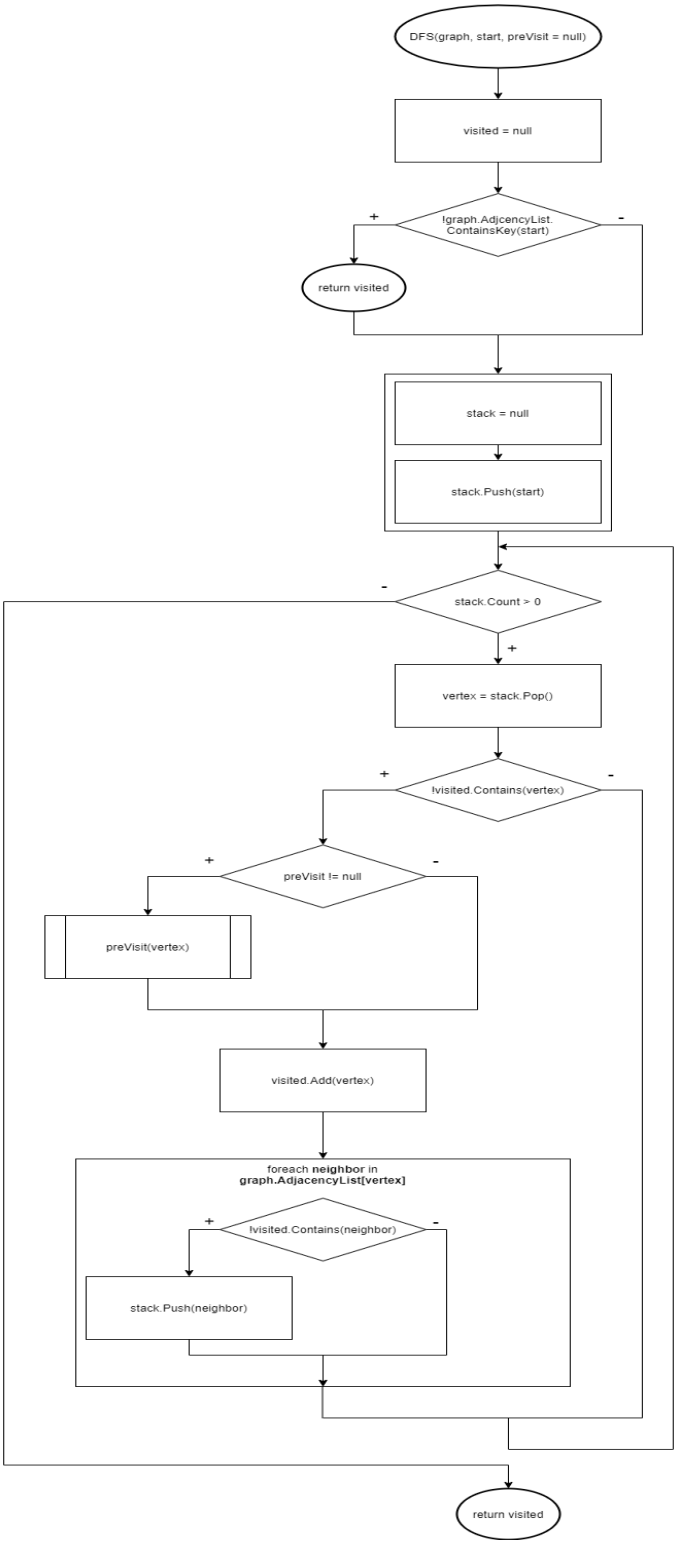 DFS(graph, start, preVisit = null)
visited = null
+
!graph.AdjcencyList.
ContainsKey(start)
-
return visited
stack = null
stack.Push(start)
-
stack.Count > 0
+
vertex = stack.Pop()
+
!visited.Contains(vertex)
-
+
preVisit != null
-
preVisit(vertex)
visited.Add(vertex)
foreach neighbor in
graph.AdjacencyList[vertex]
+
!visited.Contains(neighbor)
-
stack.Push(neighbor)
return visited